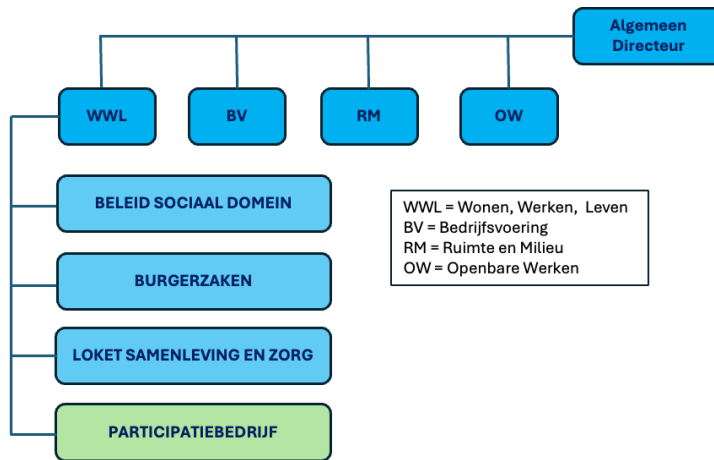 Algemeen
Directeur
WWL
BV
RM
OW
BELEID SOCIAAL DOMEIN
BURGERZAKEN
LOKET SAMENLEVING EN ZORG
PARTICIPATIEBEDRIJF
WWL = Wonen, Werken, Leven
BV = Bedrijfsvoering
RM = Ruimte en Milieu
OW = Openbare Werken